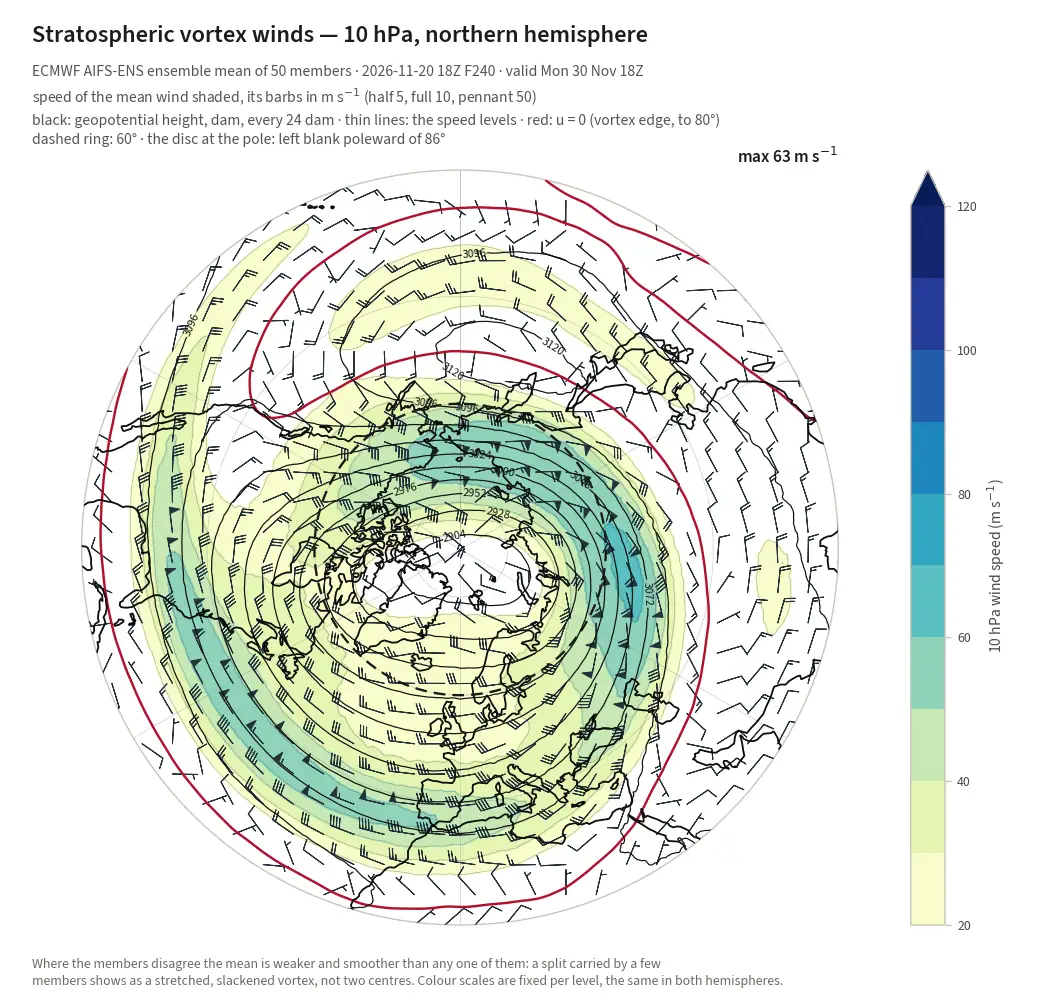 Stratospheric vortex winds — 10 hPa, northern hemisphere
ECMWF AIFS-ENS ensemble mean of 50 members · 2026-11-20 18Z F240 · valid Mon 30 Nov 18Z
speed of the mean wind shaded, its barbs in m s⁻¹ (half 5, full 10, pennant 50)
black: geopotential height, dam, every 24 dam · thin lines: the speed levels · red: u = 0 (vortex edge, to 80°)
dashed ring: 60° · the disc at the pole: left blank poleward of 86°
max 63 m s⁻¹
120
100
80
60
40
20
10 hPa wind speed (m s⁻¹)
3096
3096
3120
3120
3096
2976
2952
2928
2904
3072
Where the members disagree the mean is weaker and smoother than any one of them: a split carried by a few
members shows as a stretched, slackened vortex, not two centres. Colour scales are fixed per level, the same in both hemispheres.